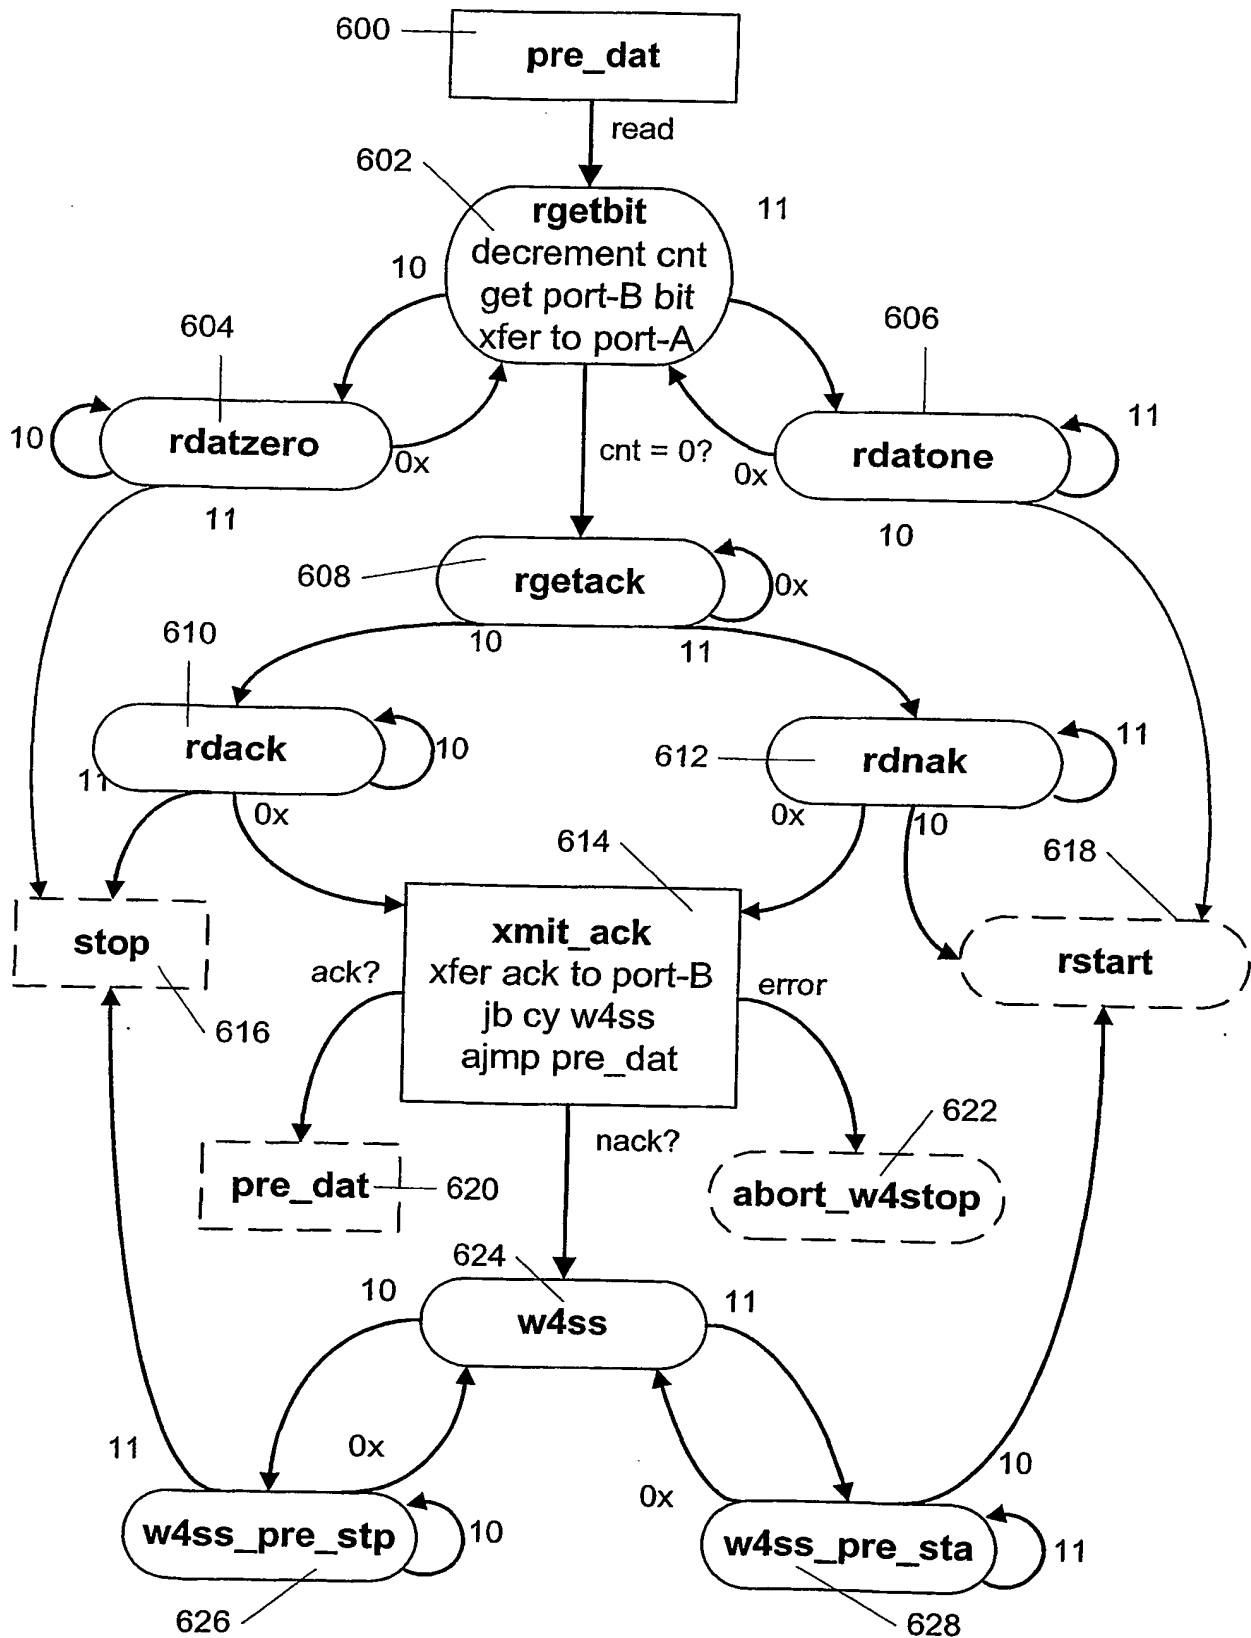 600
pre_dat
read
602
rgetbit
decrement cnt
get port-B bit
xfer to port-A
10
11
604
606
10
rdatzero
0x
cnt = 0?
0x
rdatone
11
11
10
608
rgetack
0x
10
11
610
rdack
10
11
0x
612
rdnak
11
0x
10
614
618
stop
616
xmit_ack
xfer ack to port-B
jb cy w4ss
ajmp pre_dat
rstart
ack?
error
nack?
622
pre_dat
620
abort_w4stop
624
10
w4ss
11
11
0x
0x
10
w4ss_pre_stp
10
w4ss_pre_sta
11
626
628